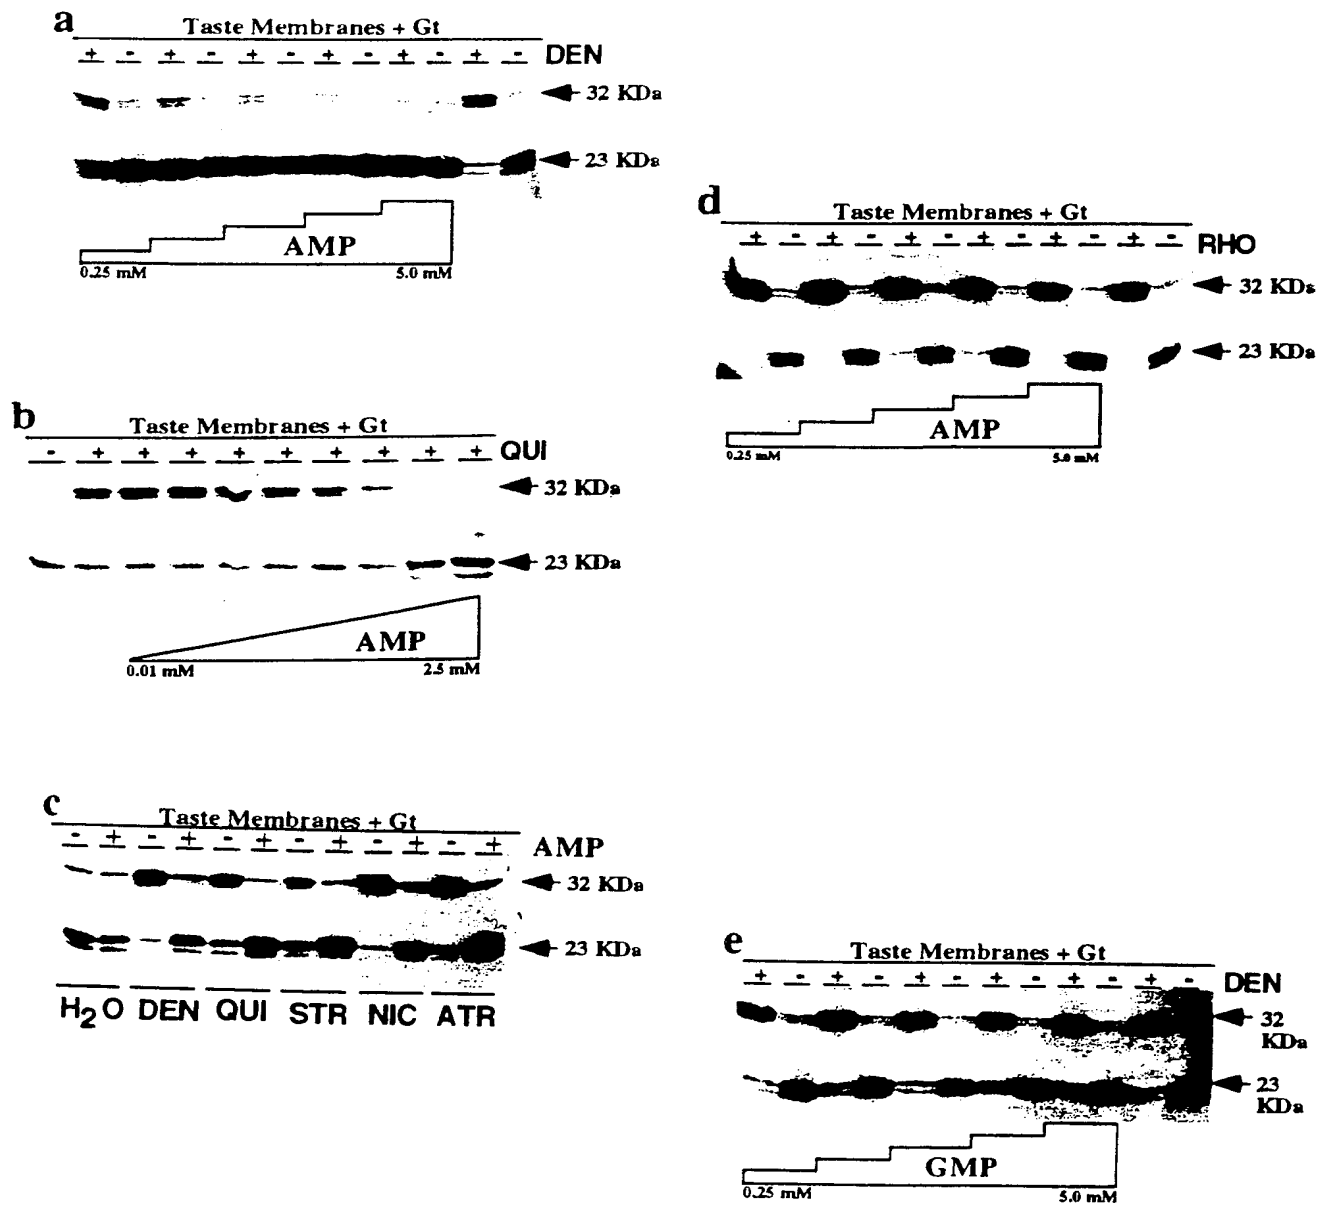 a
Taste Membranes + Gt
+ - + - + - + - + - + - DEN
32 KDa
23 KDa
AMP
0.25 mM 5.0 mM
b
Taste Membranes + Gt
- + + + + + + + + + QUI
32 KDa
23 KDa
AMP
0.01 mM 2.5 mM
c
Taste Membranes + Gt
- + - + - + - + - + - + AMP
32 KDa
23 KDa
H2O DEN QUI STR NIC ATR
d
Taste Membranes + Gt
+ - + - + - + - + - + - RHO
32 KDs
23 KDa
AMP
0.25 mM 5.0 mM
e
Taste Membranes + Gt
+ - + - + - + - + - + - DEN
32
KDa
23
KDa
GMP
0.25 mM 5.0 mM